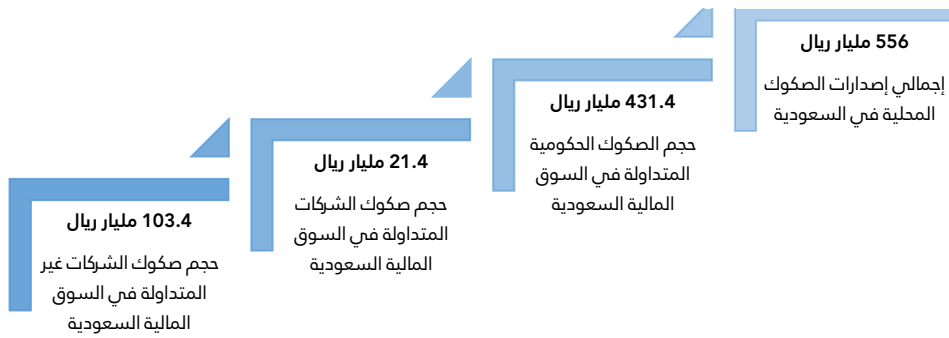 556 مليار ريال
إجمالي إصدارات الصكوك
المحلية في السعودية
431.4 مليار ريال
حجم الصكوك الحكومية
المتداولة في السوق
المالية السعودية
21.4 مليار ريال
حجم صكوك الشركات
المتداولة في السوق
المالية السعودية
103.4 مليار ريال
حجم صكوك الشركات غير
المتداولة في السوق
المالية السعودية